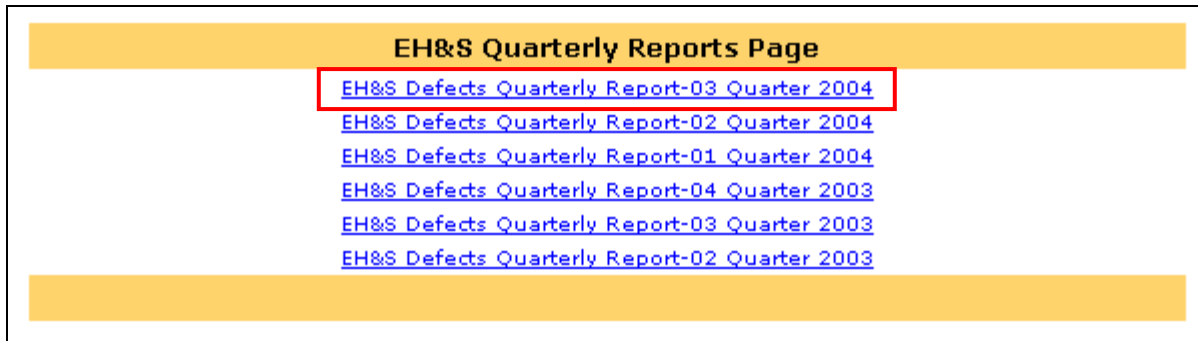 EH&S Quarterly Reports Page
EH&S Defects Quarterly Report-03 Quarter 2004
EH&S Defects Quarterly Report-02 Quarter 2004
EH&S Defects Quarterly Report-01 Quarter 2004
EH&S Defects Quarterly Report-04 Quarter 2003
EH&S Defects Quarterly Report-03 Quarter 2003
EH&S Defects Quarterly Report-02 Quarter 2003